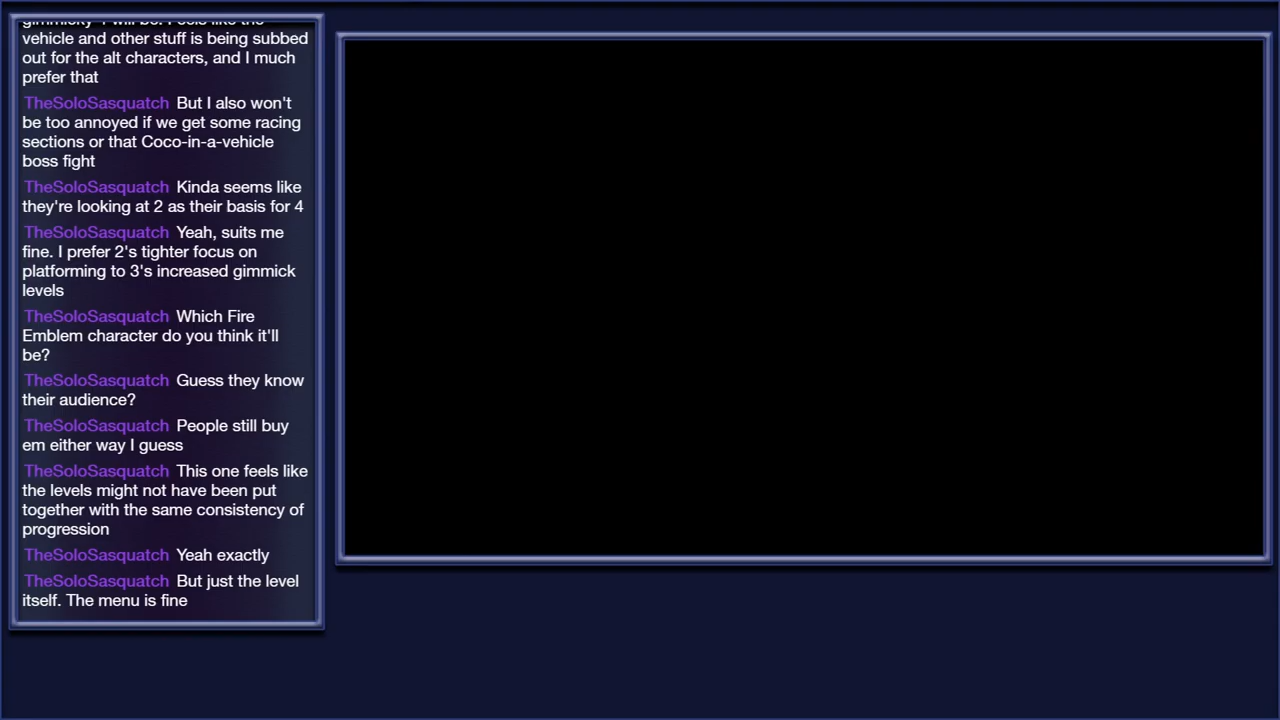 vehicle and other stuff is being subbed
out for the alt characters, and I much
prefer that
TheSoloSasquatch But I also won't
be too annoyed if we get some racing
sections or that Coco-in-a-vehicle
boss fight
TheSoloSasquatch Kinda seems like
they're looking at 2 as their basis for 4
TheSoloSasquatch Yeah, suits me
fine. I prefer 2's tighter focus on
platforming to 3's increased gimmick
levels
TheSoloSasquatch Which Fire
Emblem character do you think it'll
be?
TheSoloSasquatch Guess they know
their audience?
TheSoloSasquatch People still buy
em either way I guess
TheSoloSasquatch This one feels like
the levels might not have been put
together with the same consistency of
progression
TheSoloSasquatch Yeah exactly
TheSoloSasquatch But just the level
itself. The menu is fine